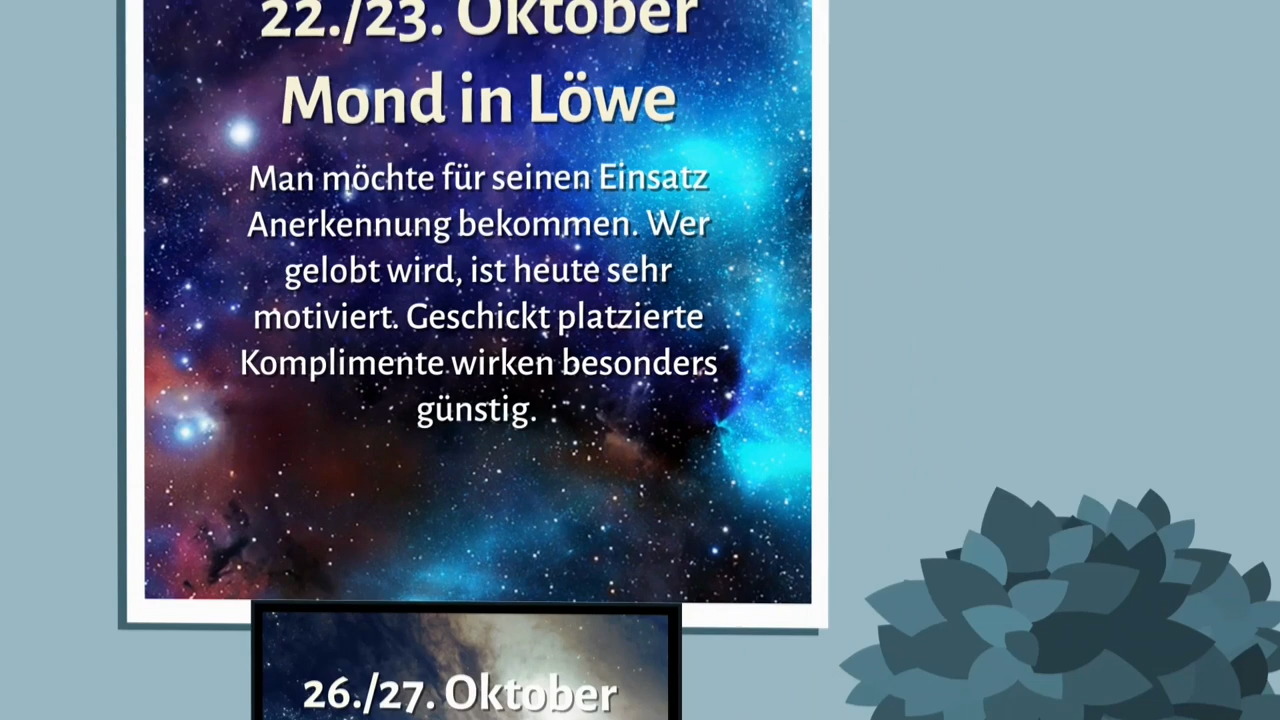 22./23. Oktober
Mond in Löwe
Man möchte für seinen Einsatz
Anerkennung bekommen. Wer
gelobt wird, ist heute sehr
motiviert. Geschickt platzierte
Komplimente wirken besonders
günstig.
26./27. Oktober